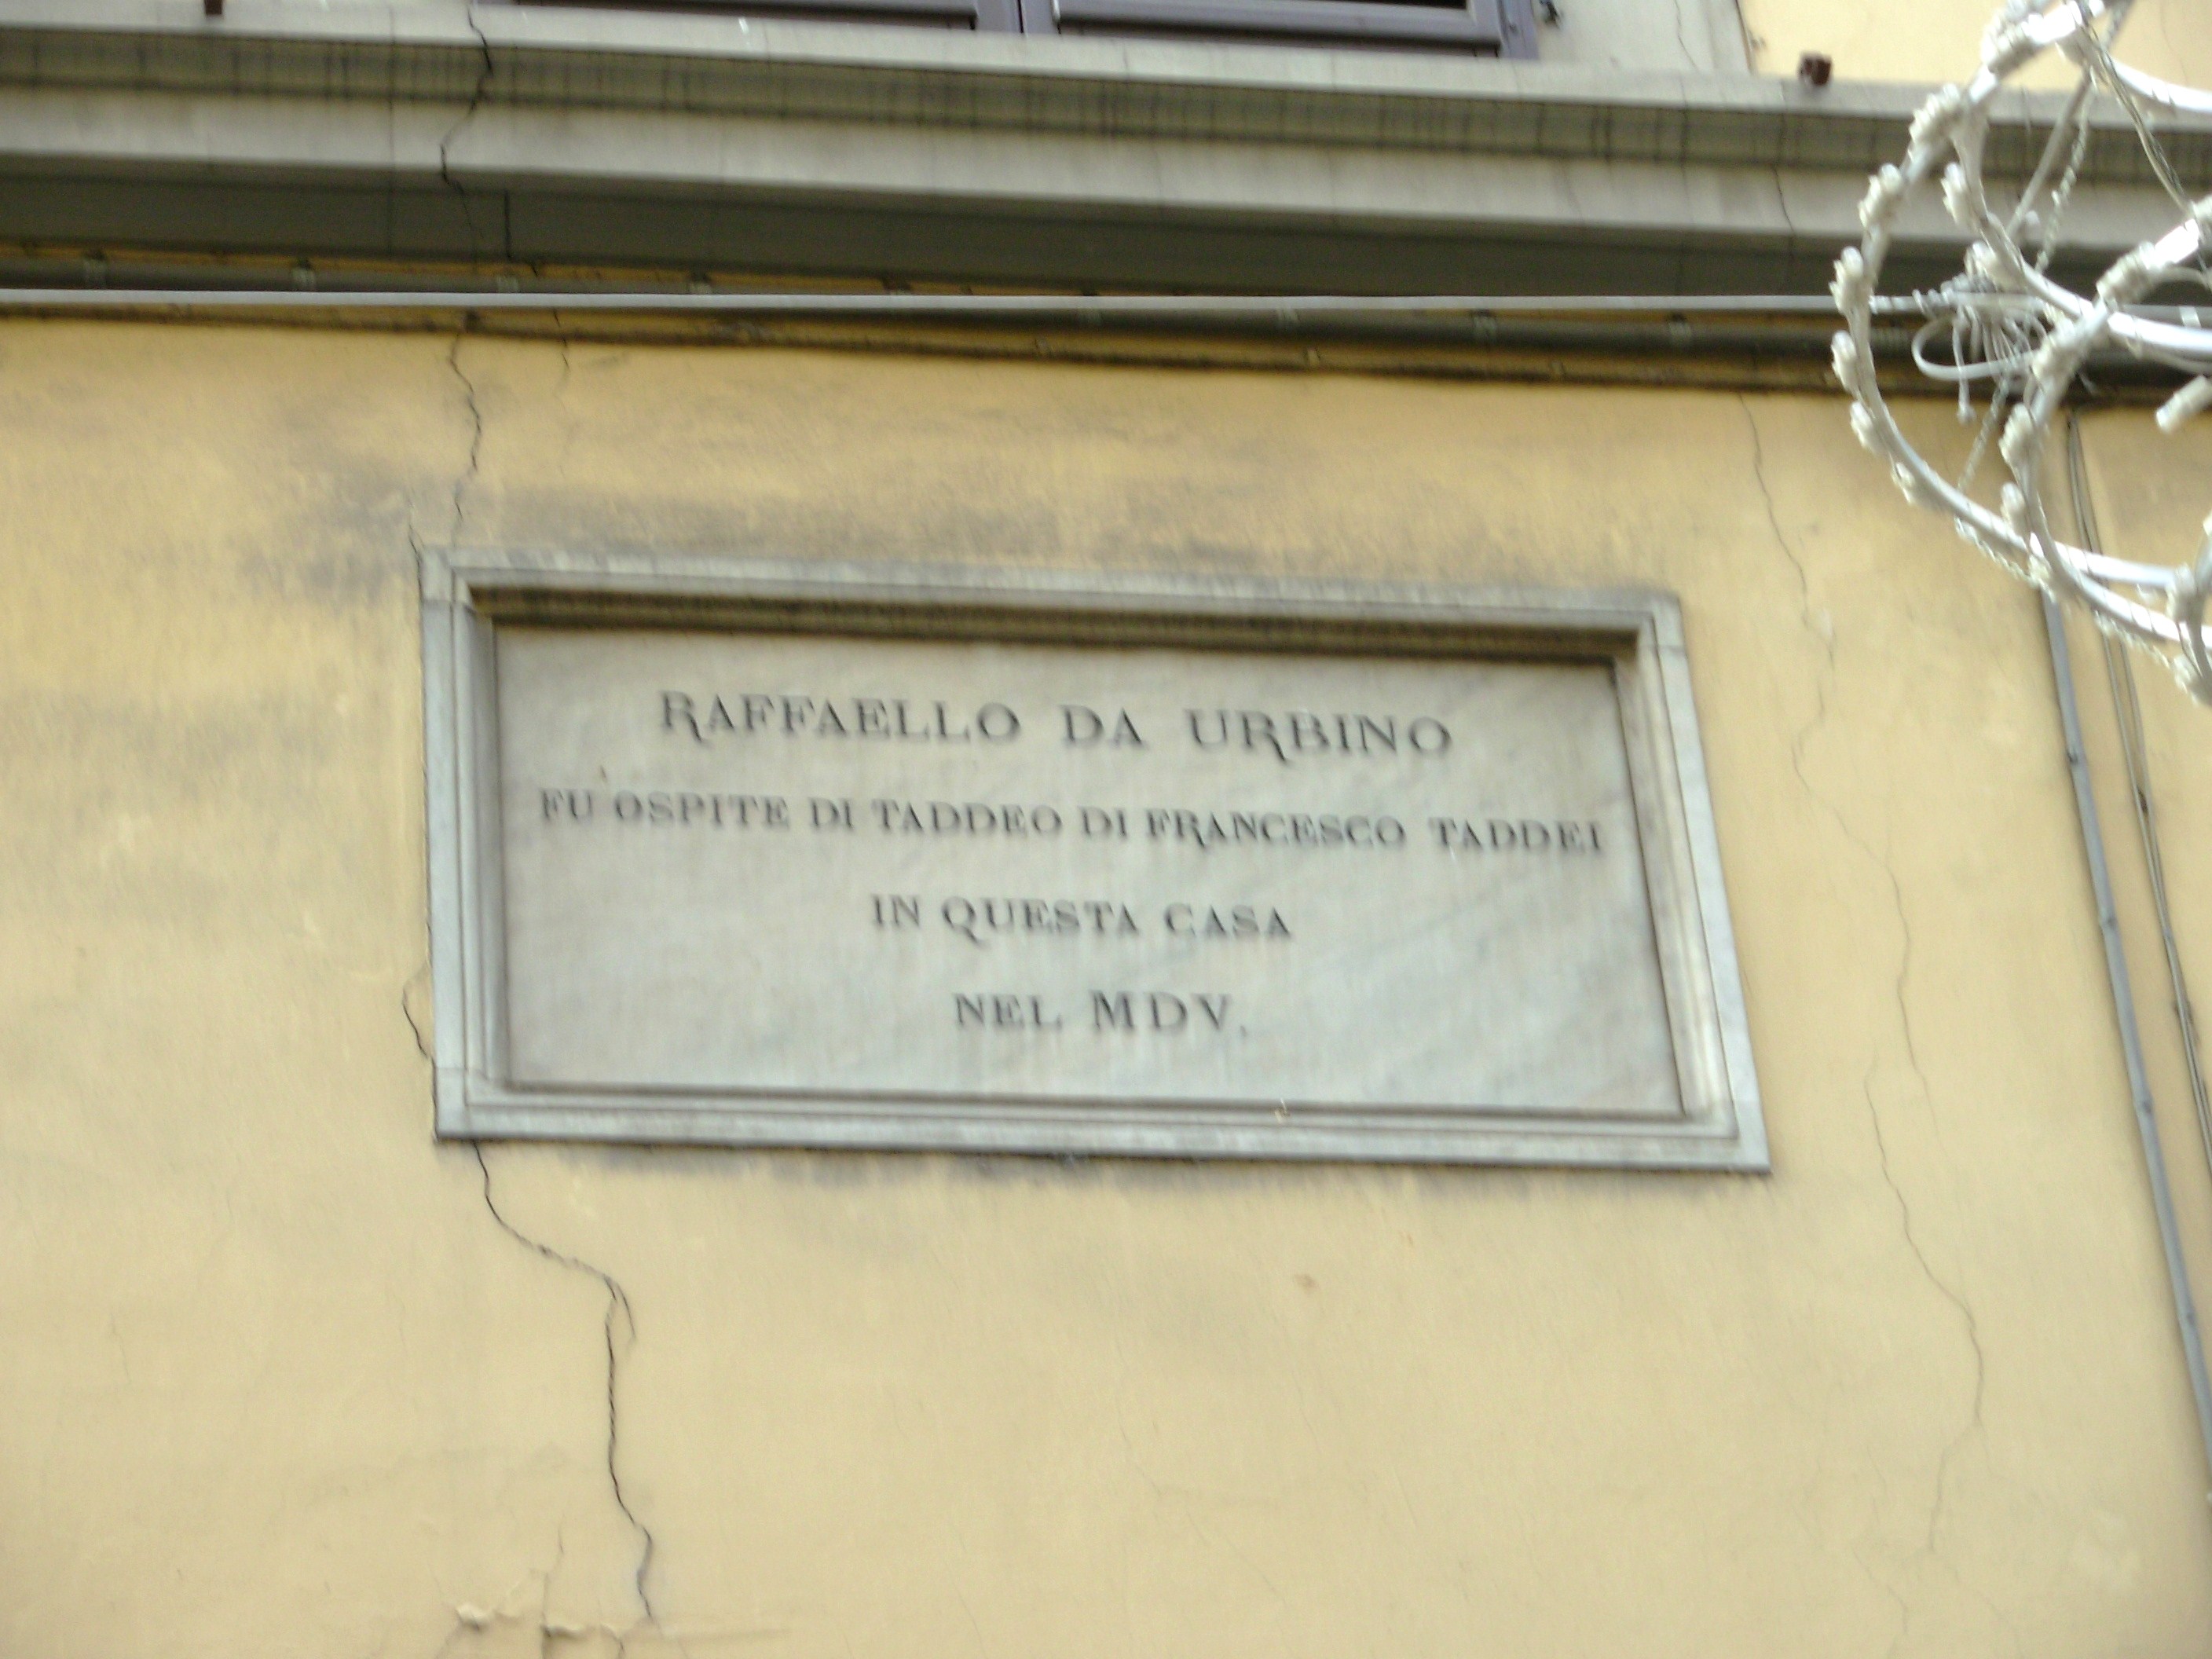 RAFFAELLO DA URBINO
FU OSPITE DI TADDEO DI FRANCESCO TADDEI
IN QUESTA CASA
NEL MDV.